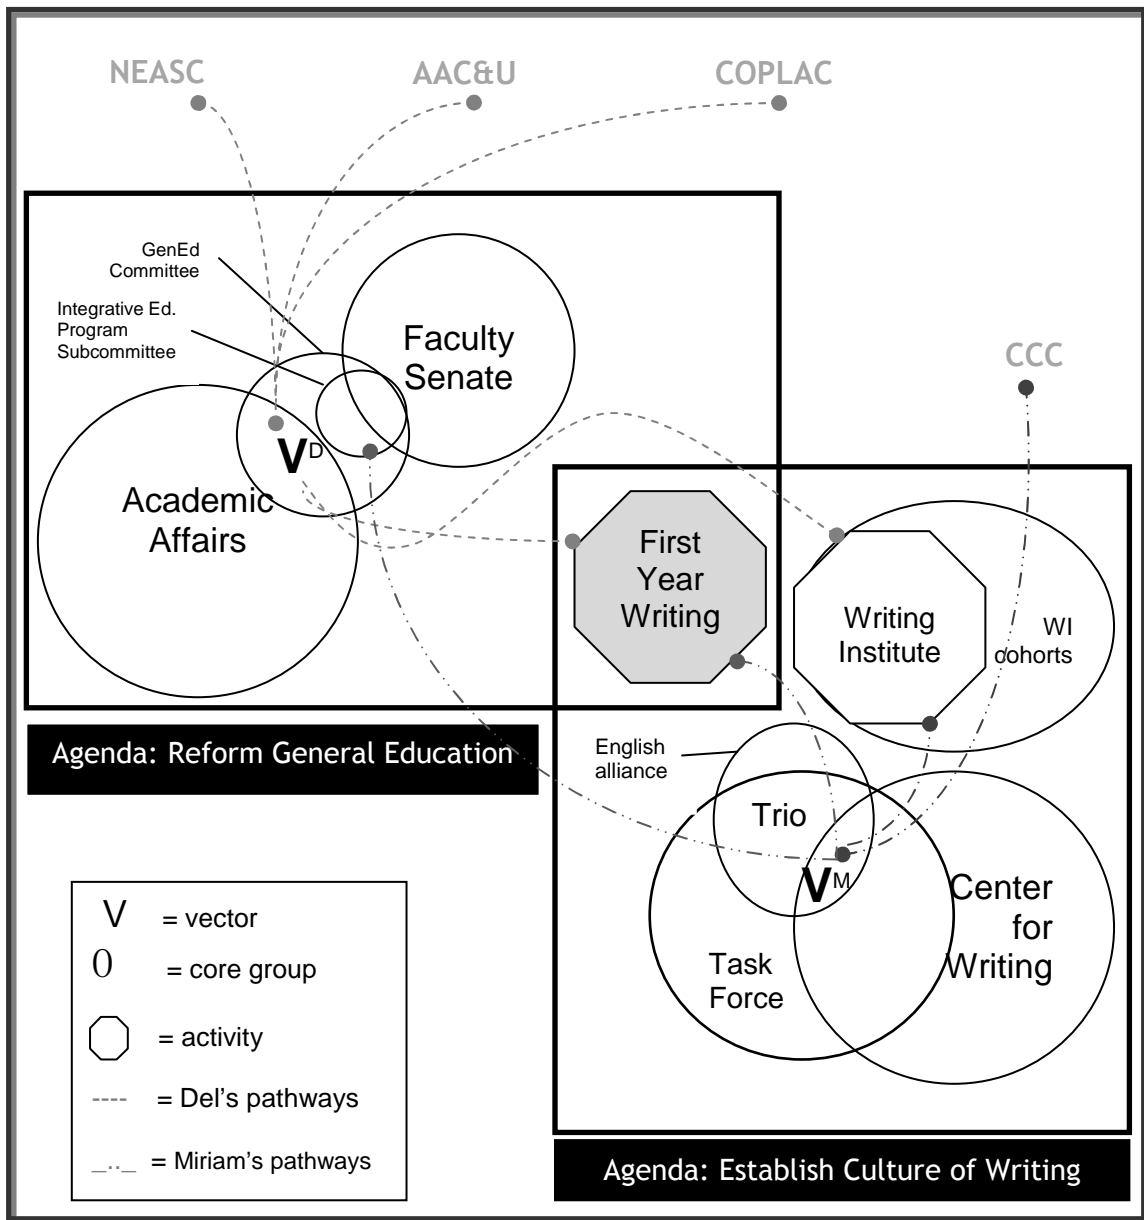 NEASC
AAC&U
COPLAC
GenEd
Committee
Integrative Ed.
Program
Subcommittee
Faculty
Senate
CCC
V^D
Academic
Affairs
First
Year
Writing
Writing
Institute
WI
cohorts
Agenda: Reform General Education
English
alliance
Trio
V^M
Center
for
Writing
Task
Force
V = vector
0 = core group
= activity
---- = Del’s pathways
_.._ = Miriam’s pathways
Agenda: Establish Culture of Writing